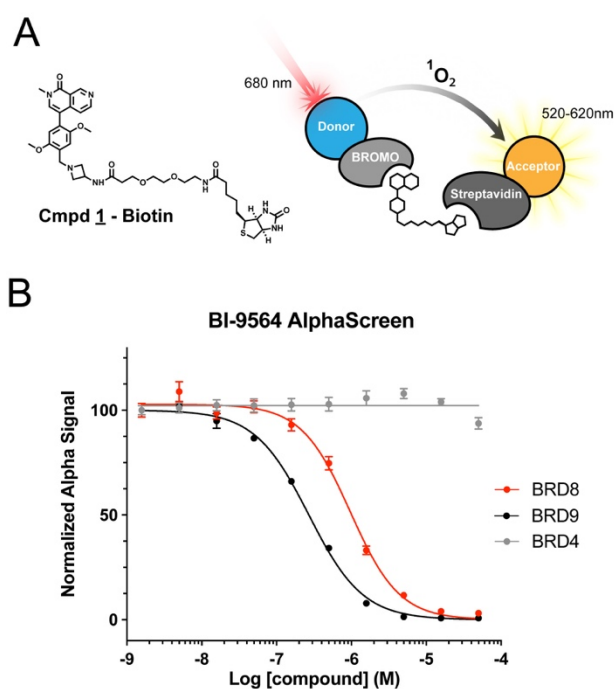 A
680 nm
¹O₂
520-620nm
Donor
BROMO
Acceptor
Streptavidin
N
O
N
O
O
N
N
H
O
O
O
N
H
O
S
H
N
H
O
N
H
H
Cmpd 1 - Biotin
B
BI-9564 AlphaScreen
Normalized Alpha Signal
100
50
0
BRD8
BRD9
BRD4
-9
-8
-7
-6
-5
-4
Log [compound] (M)